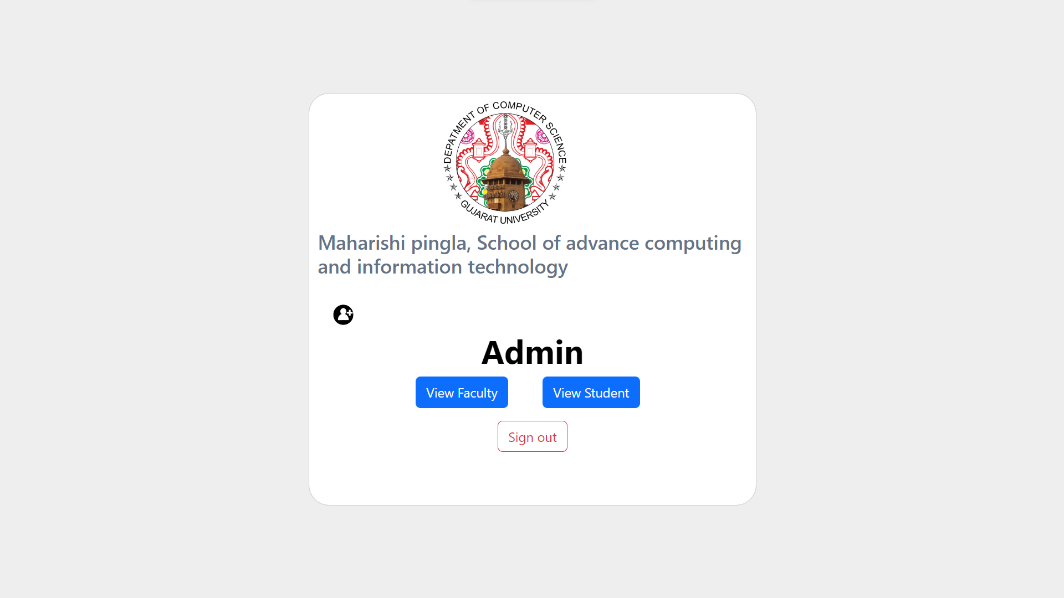 DEPATMENT OF COMPUTER SCIENCE
GUJARAT UNIVERSITY
Maharishi pingla, School of advance computing
and information technology
Admin
View Faculty View Student
Sign out